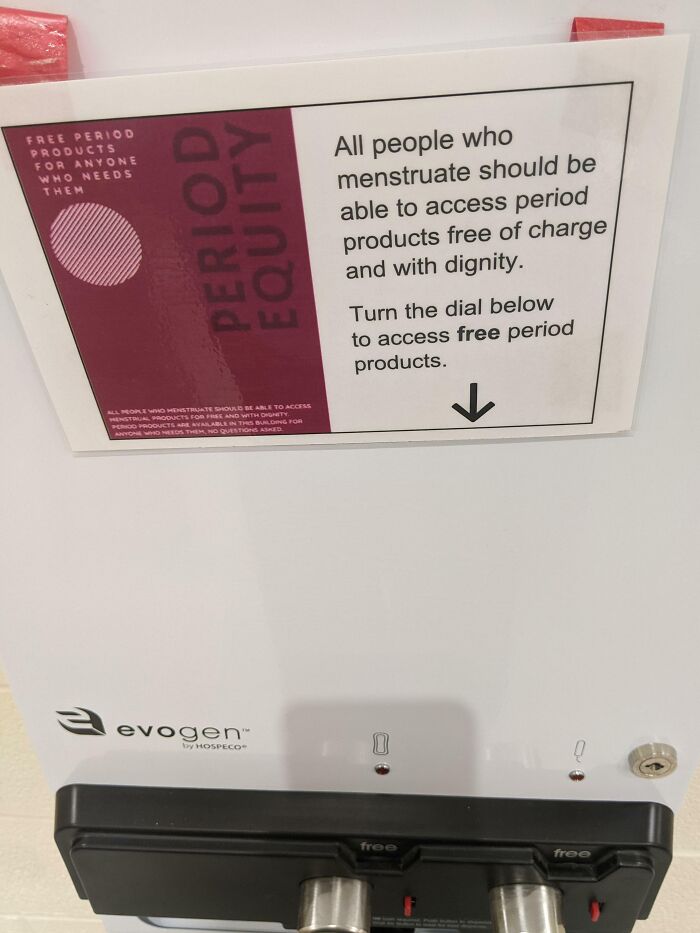 FREE PERIOD
PRODUCTS
FOR ANYONE
WHO NEEDS
THEM
PERIOD
EQUITY
ALL PEOPLE WHO MENSTRUATE SHOULD BE ABLE TO ACCESS
MENSTRUAL PRODUCTS FOR FREE AND WITH DIGNITY.
PERIOD PRODUCTS ARE AVAILABLE IN THIS BUILDING FOR
ANYONE WHO NEEDS THEM, NO QUESTIONS ASKED.
All people who
menstruate should be
able to access period
products free of charge
and with dignity.
Turn the dial below
to access free period
products.
evogen™
by HOSPECO®
free
free